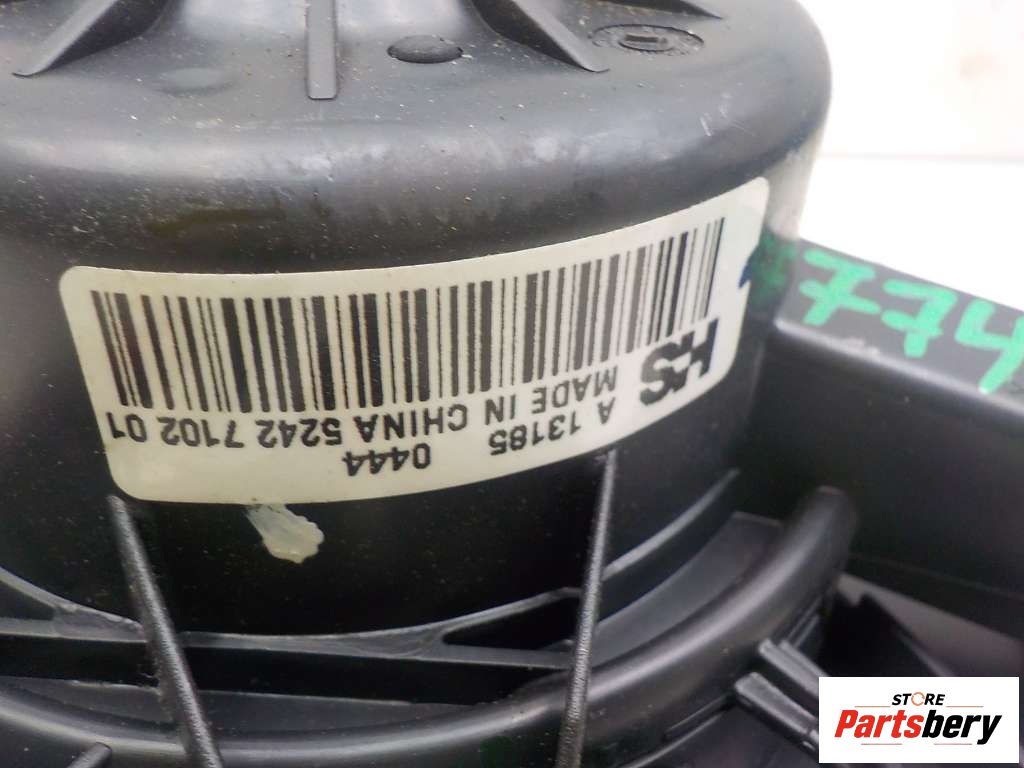 HS
A 13185 0444
MADE IN CHINA 5242 7102 01
STORE
Partsbery